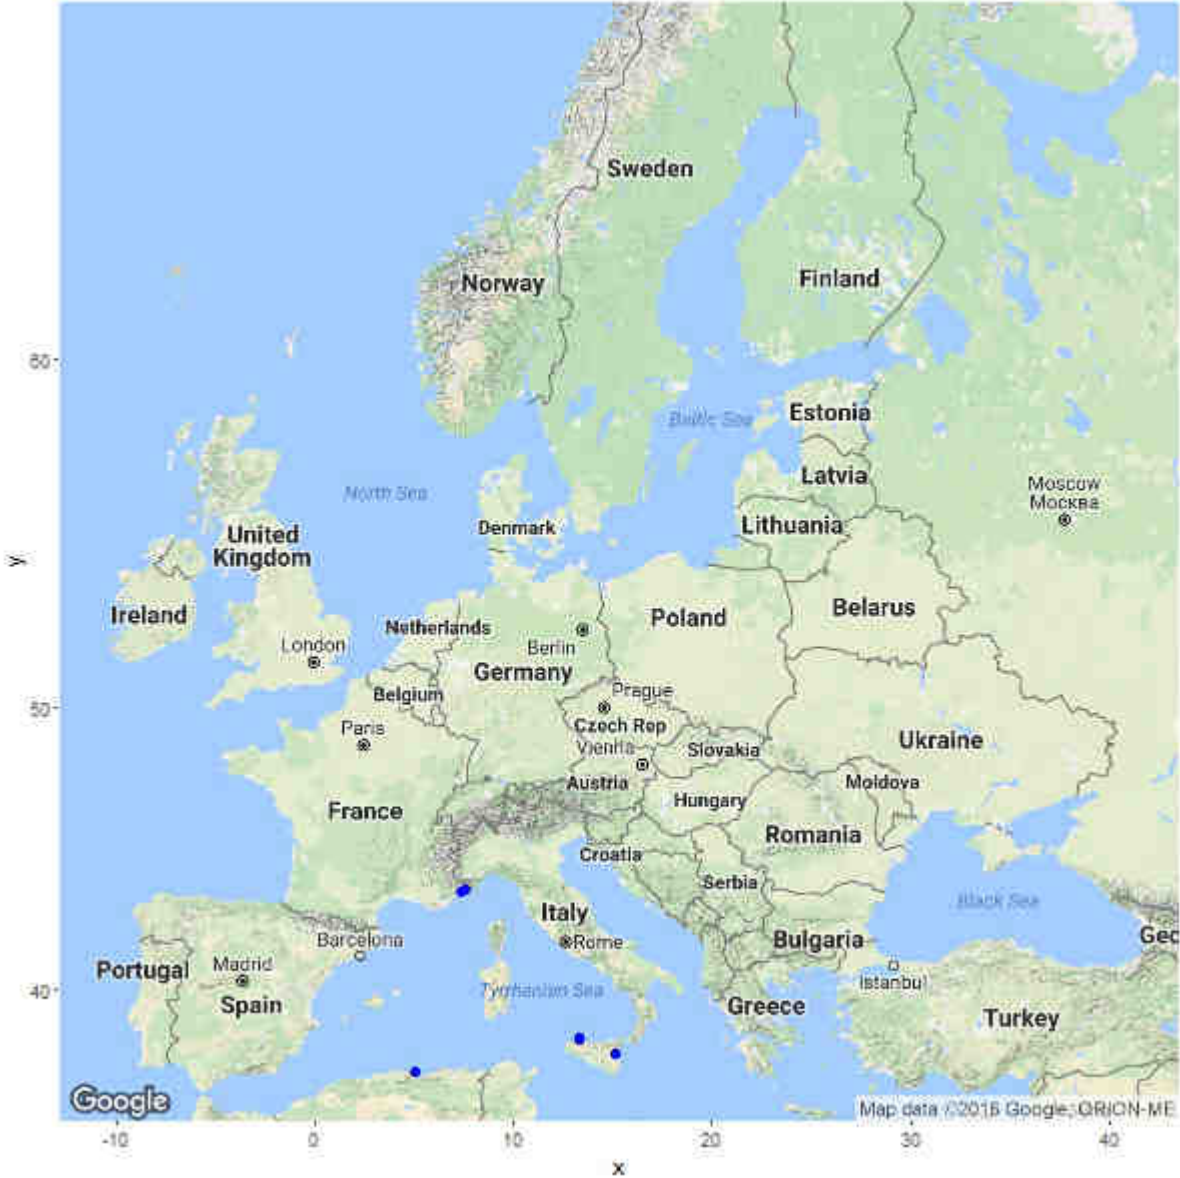 Sweden
Norway
Finland
60
Baltic Sea
Estonia
North Sea
Latvia
Moscow
Москва
Denmark
Lithuania
United
Kingdom
y
Ireland
Belarus
Netherlands
Poland
London
Berlin
Germany
Belgium
Prague
50
Paris
Czech Rep
Vienna
Slovakia
Ukraine
Austria
Moldova
France
Hungary
Romania
Croatia
Serbia
Black Sea
Italy
Barcelona
Rome
Bulgaria
Geo
Portugal
Madrid
Istanbul
40
Spain
Tyrrhenian Sea
Greece
Turkey
Google
Map data ©2016 Google, ORION-ME
-10
0
10
20
30
40
x